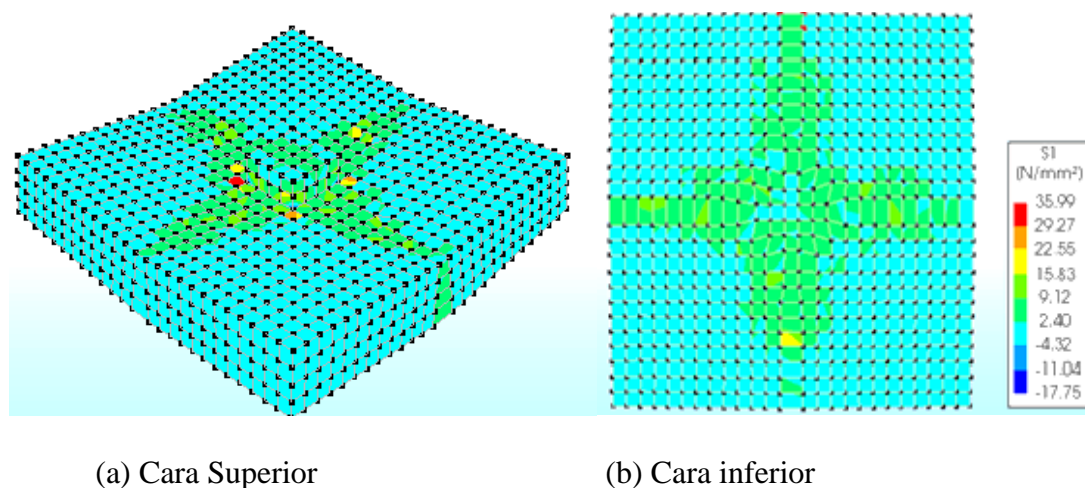 S1
(N/mm²)
35.99
29.27
22.55
15.83
9.12
2.40
-4.32
-11.04
-17.75
(a) Cara Superior
(b) Cara inferior